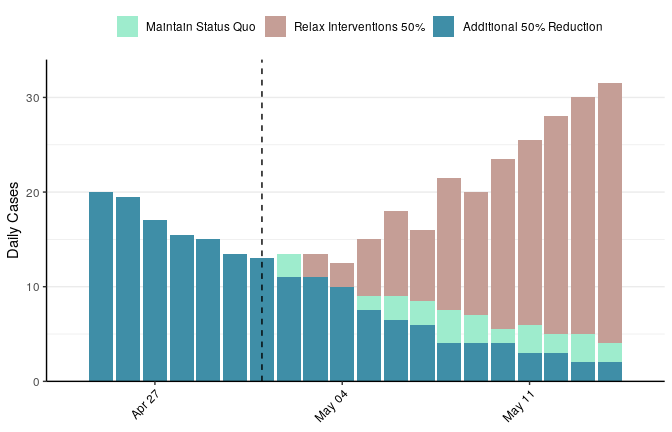 Maintain Status Quo Relax Interventions 50% Additional 50% Reduction
Daily Cases
30
20
10
0
Apr 27 May 04 May 11